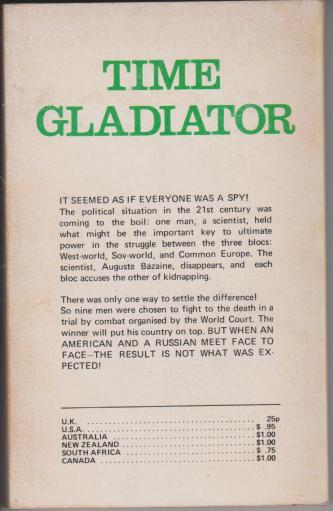 TIME
GLADIATOR
IT SEEMED AS IF EVERYONE WAS A SPY!
The political situation in the 21st century was
coming to the boil: one man, a scientist, held
what might be the important key to ultimate
power in the struggle between the three blocs:
West-world, Sov-world, and Common Europe. The
scientist, Auguste Bazaine, disappears, and each
bloc accuses the other of kidnapping.
There was only one way to settle the difference!
So nine men were chosen to fight to the death in a
trial by combat organised by the World Court. The
winner will put his country on top. BUT WHEN AN
AMERICAN AND A RUSSIAN MEET FACE TO
FACE—THE RESULT IS NOT WHAT WAS EX-
PECTED!
U.K. .................................................. 25p
U.S.A. ................................................ $ .95
AUSTRALIA ......................................... $1.00
NEW ZEALAND .................................... $1.00
SOUTH AFRICA .................................... $ .75
CANADA ............................................ $1.00